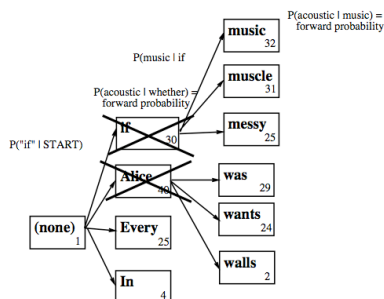 music
32
P(acoustic | music) =
forward probability
P(music | if
muscle
31
P(acoustic | whether) =
forward probability
if
30
messy
25
P("if" | START)
Alice
40
was
29
(none)
1
Every
25
wants
24
walls
2
In
4